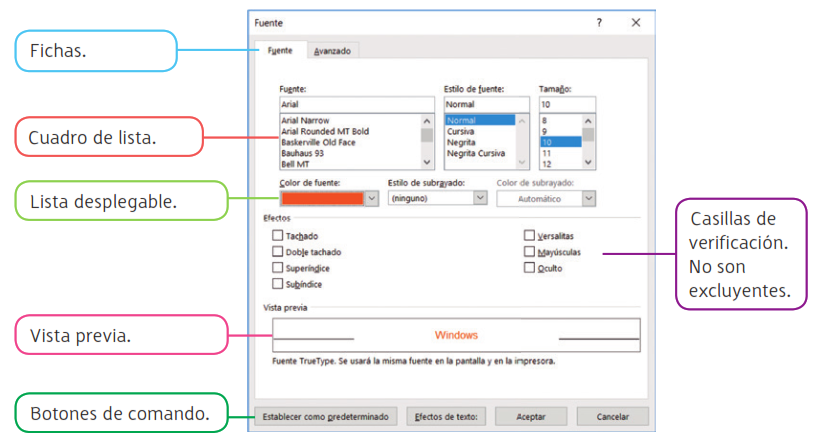 Fuente ?
Fichas.
Fuente Avanzado
Fuente: Estilo de fuente: Tamaño:
Arial Normal 10
Arial Narrow Normal 8
Arial Rounded MT Bold Cursiva 9
Baskerville Old Face Negrita 10
Bauhaus 93 Negrita Cursiva 11
Bell MT 12
Cuadro de lista.
Color de fuente: Estilo de subrayado: Color de subrayado:
(ninguno) Automático
Lista desplegable.
Efectos
Tachado Versalitas
Doble tachado Mayúsculas
Superíndice Oculto
Subíndice
Casillas de
verificación.
No son
excluyentes.
Vista previa
Vista previa.
Windows
Fuente TrueType. Se usará la misma fuente en la pantalla y en la impresora.
Botones de comando.
Establecer como predeterminado Efectos de texto: Aceptar Cancelar